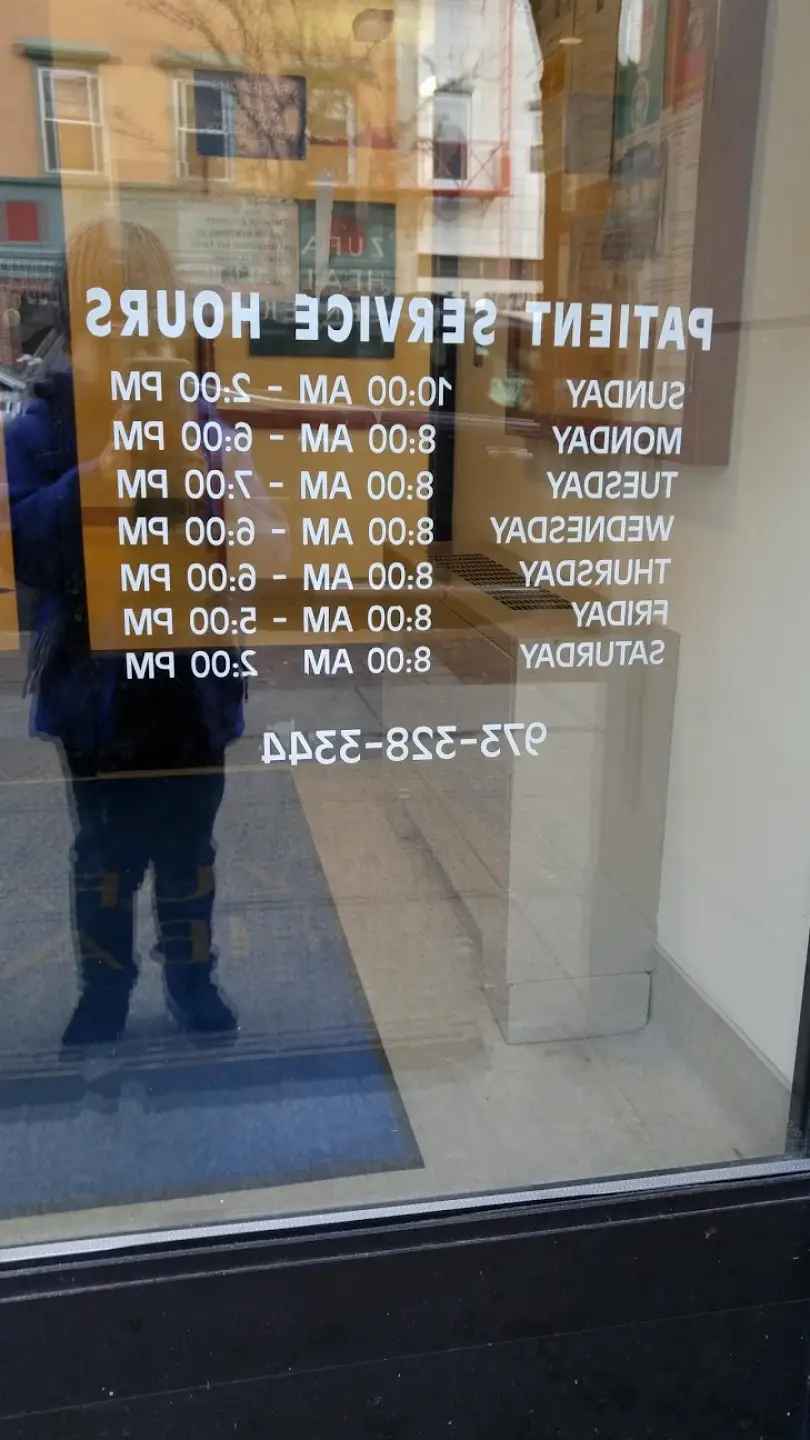 PATIENT SERVICE HOURS
SUNDAY 10:00 AM - 2:00 PM
MONDAY 8:00 AM - 6:00 PM
TUESDAY 8:00 AM - 7:00 PM
WEDNESDAY 8:00 AM - 6:00 PM
THURSDAY 8:00 AM - 6:00 PM
FRIDAY 8:00 AM - 5:00 PM
SATURDAY 8:00 AM 2:00 PM
973-328-3344